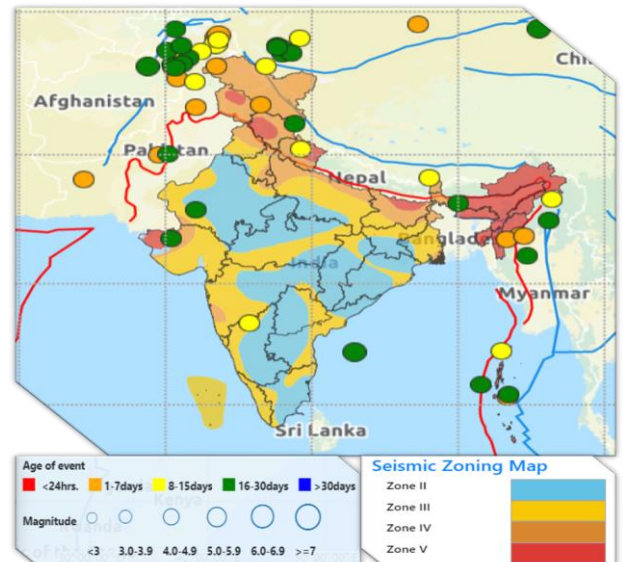 Chi
Afghanistan
Pakistan
Nepal
Bangladesh
India
Myanmar
Sri Lanka
Age of event
<24hrs. 1-7days 8-15days 16-30days >30days
Kenya
Magnitude
<3 3.0-3.9 4.0-4.9 5.0-5.9 6.0-6.9 >=7
Seismic Zoning Map
Zone II
Zone III
Zone IV
Zone V